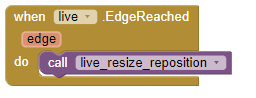 when live .EdgeReached
edge
do call live_resize_reposition